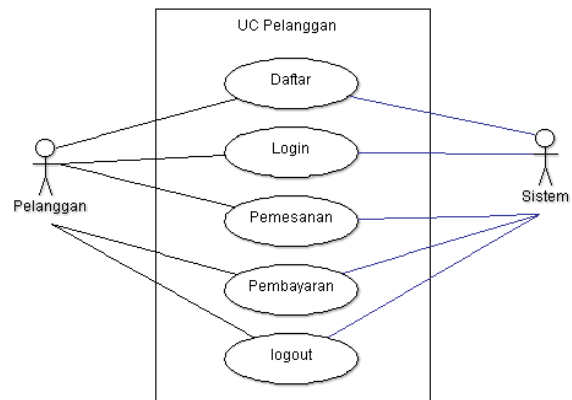 UC Pelanggan
Daftar
Login
Pelanggan
Sistem
Pemesanan
Pembayaran
logout